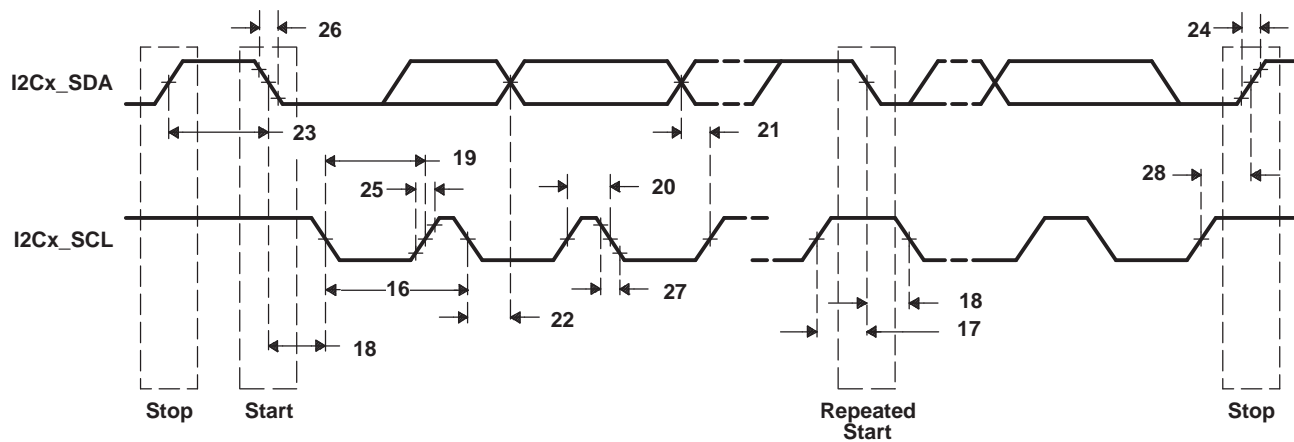 26
24
I2Cx_SDA
23
21
19
28
25
20
I2Cx_SCL
16
27
18
22
17
18
Stop
Start
Repeated
Start
Stop